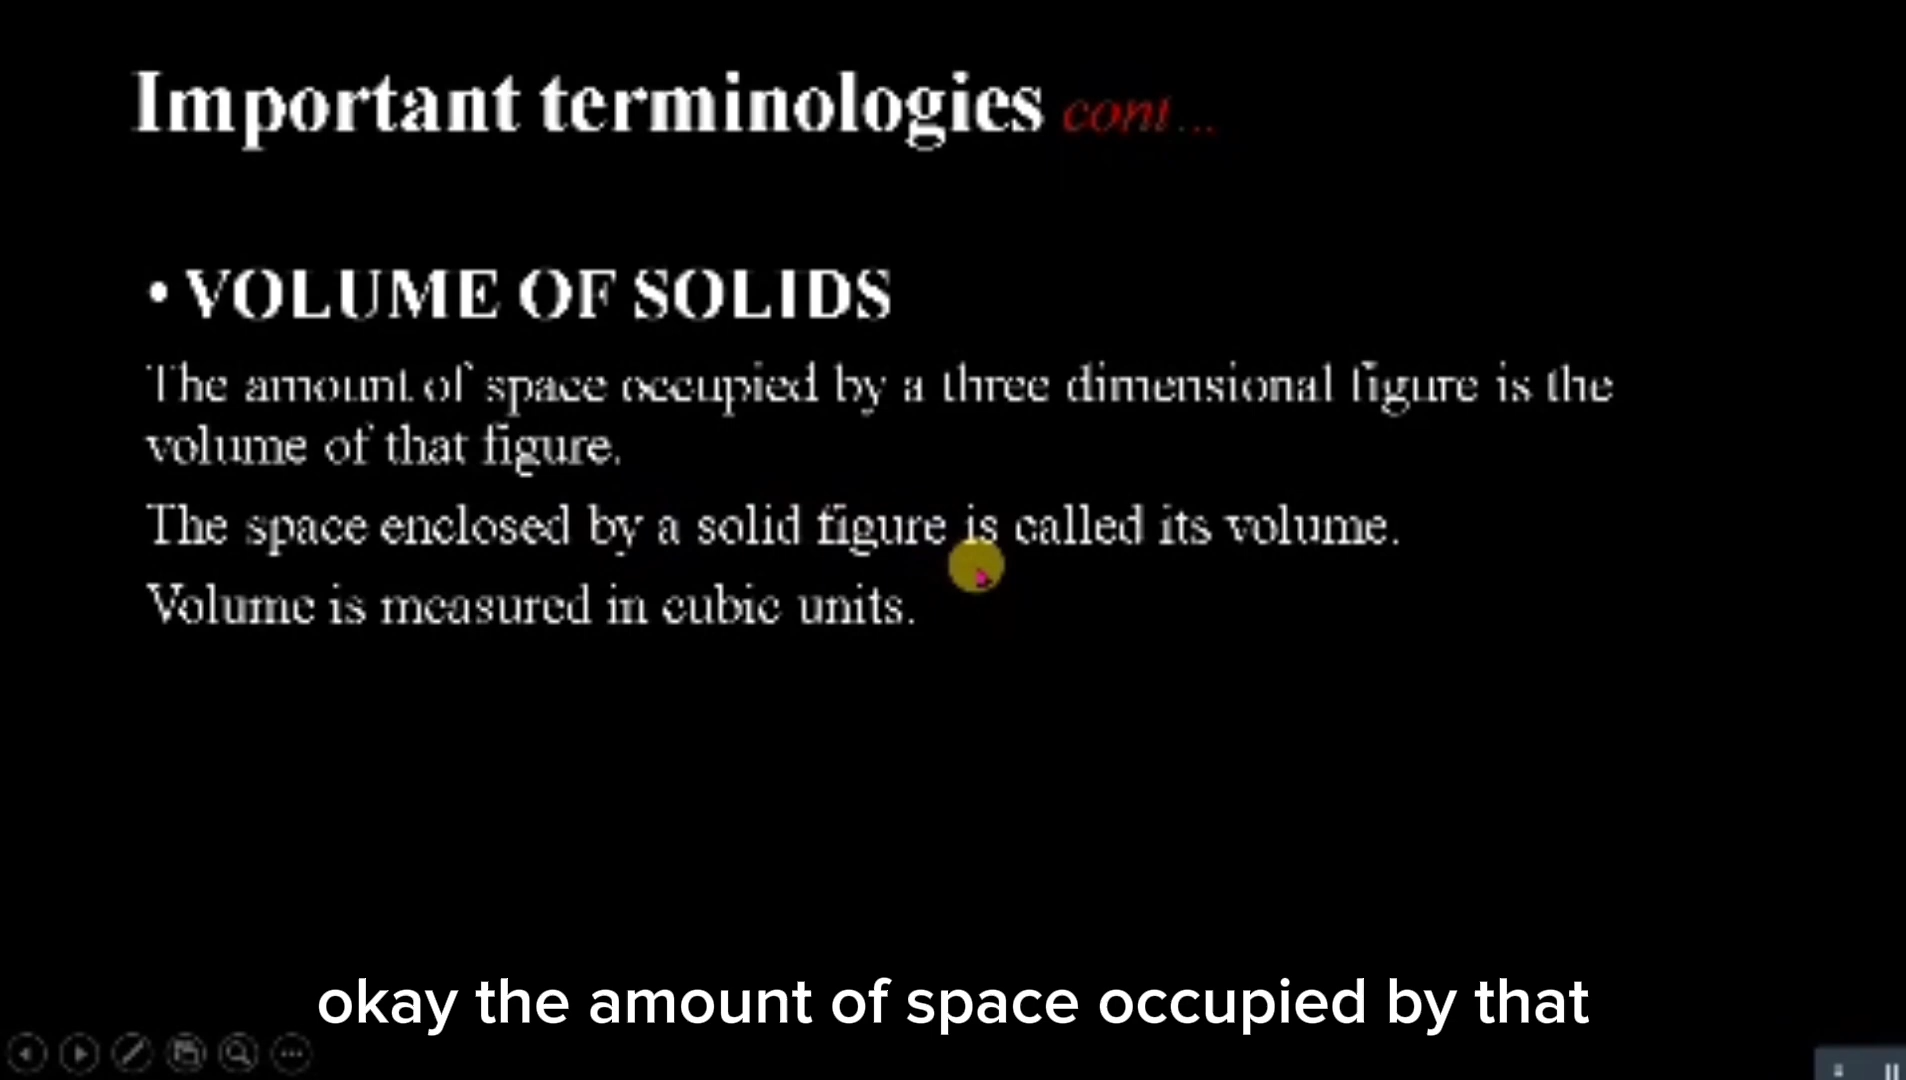 Important terminologies cont...
• VOLUME OF SOLIDS
The amount of space occupied by a three dimensional figure is the
volume of that figure.
The space enclosed by a solid figure is called its volume.
Volume is measured in cubic units.
okay the amount of space occupied by that